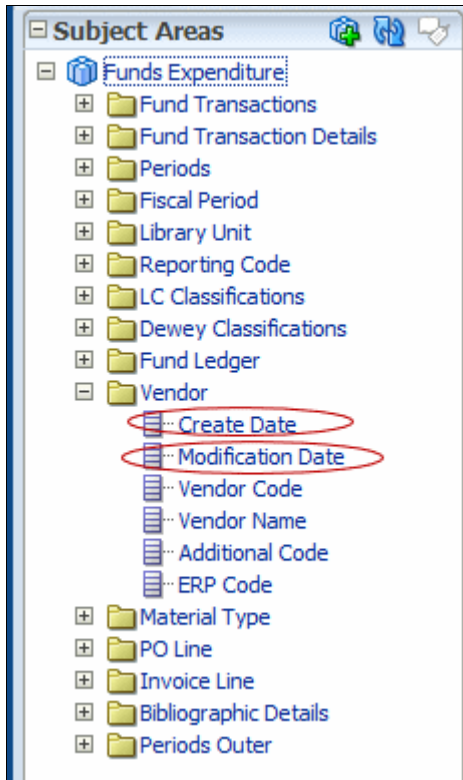 Subject Areas
Funds Expenditure
Fund Transactions
Fund Transaction Details
Periods
Fiscal Period
Library Unit
Reporting Code
LC Classifications
Dewey Classifications
Fund Ledger
Vendor
Create Date
Modification Date
Vendor Code
Vendor Name
Additional Code
ERP Code
Material Type
PO Line
Invoice Line
Bibliographic Details
Periods Outer